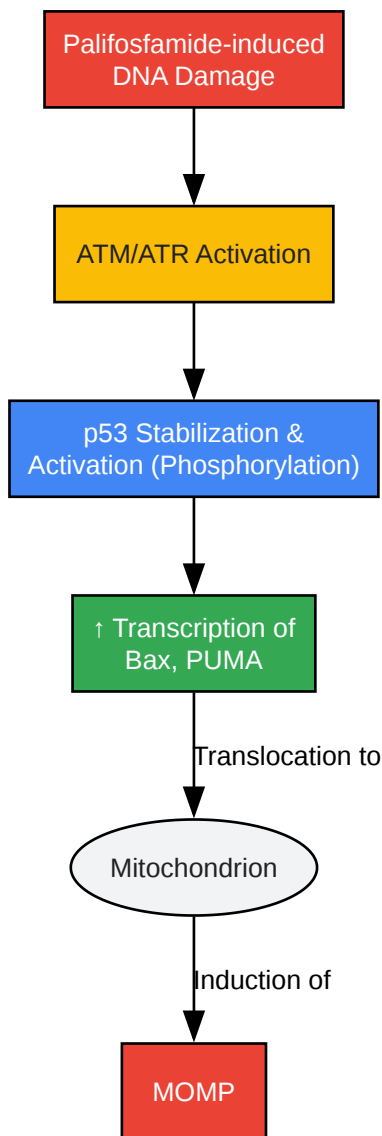 Palifosfamide-induced
DNA Damage
ATM/ATR Activation
p53 Stabilization &
Activation (Phosphorylation)
↑ Transcription of
Bax, PUMA
Translocation to
Mitochondrion
Induction of
MOMP